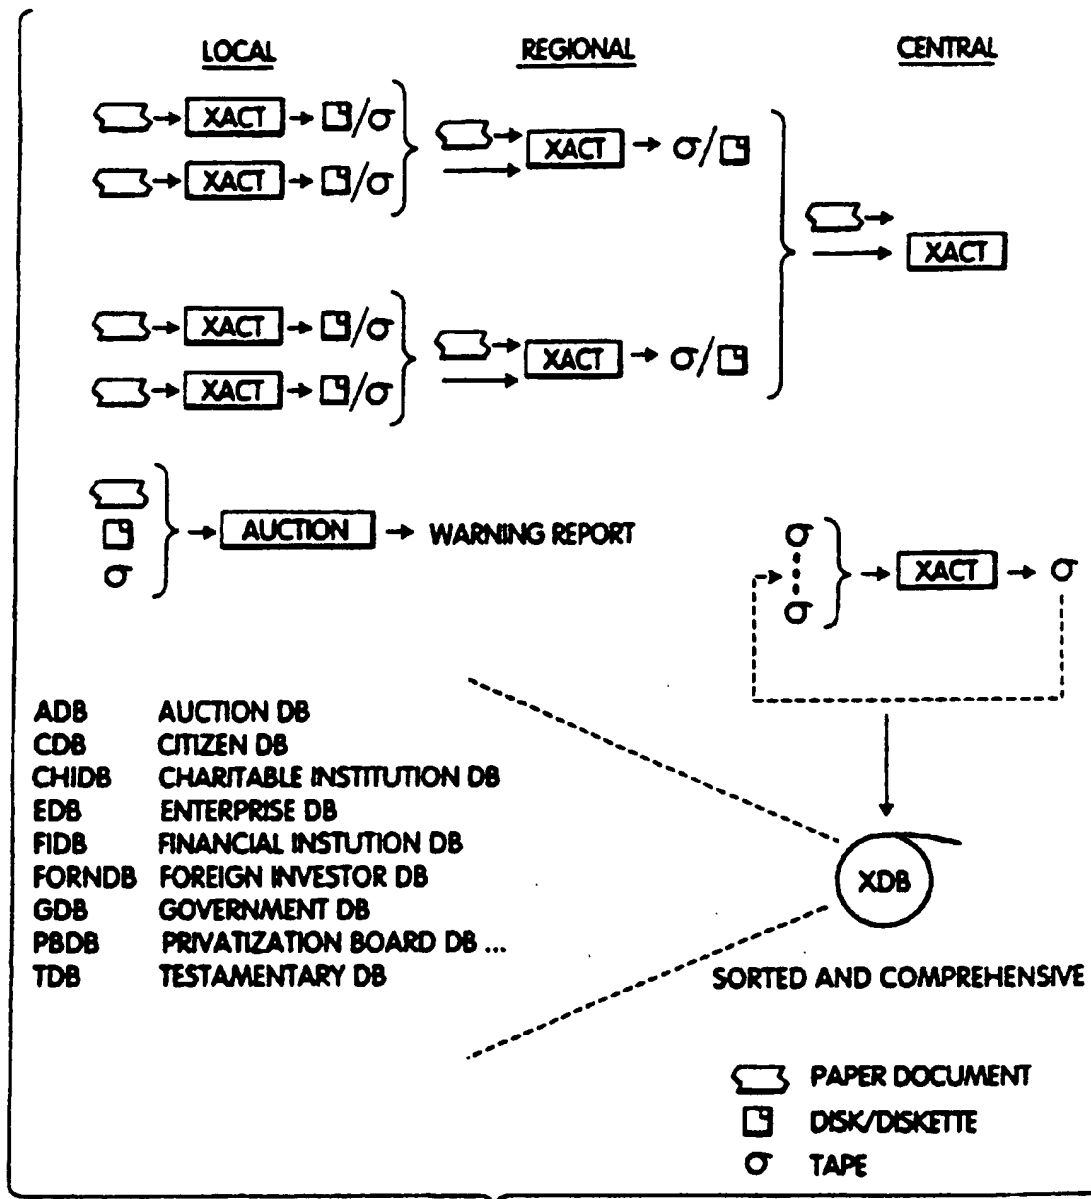 LOCAL REGIONAL CENTRAL
XACT
XACT
XACT
XACT
XACT
XACT
XACT
XACT
XACT
AUCTION WARNING REPORT
XACT
ADB AUCTION DB
CDB CITIZEN DB
CHIDB CHARITABLE INSTITUTION DB
EDB ENTERPRISE DB
FIDB FINANCIAL INSTUTION DB
FORNDB FOREIGN INVESTOR DB
GDB GOVERNMENT DB
PBDB PRIVATIZATION BOARD DB ...
TDB TESTAMENTARY DB
XDB
SORTED AND COMPREHENSIVE
PAPER DOCUMENT
DISK/DISKETTE
TAPE